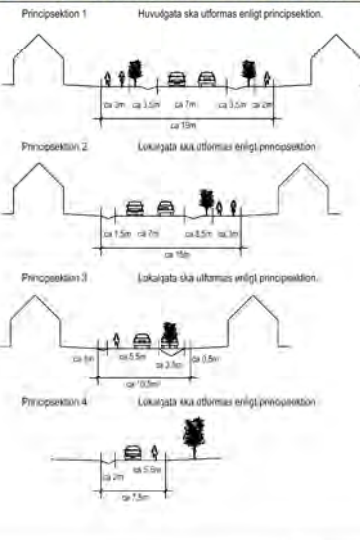 Principsektion 1 Huvudgata ska utformas enligt principsektion.
ca 3,5m ca 7m ca 3,5m ca 2m
ca 19m
Principsektion 2 Lokalgata ska utformas enligt principsektion
ca 1,5m ca 7m ca 3m
Principsektion 3 Lokalgata ska utformas enligt principsektion.
ca 5,5m ca 0,5m
ca 10,5m
Principsektion 4 Lokalgata ska utformas enligt principsektion
ca 2m ca 5,5m
ca 7,5m